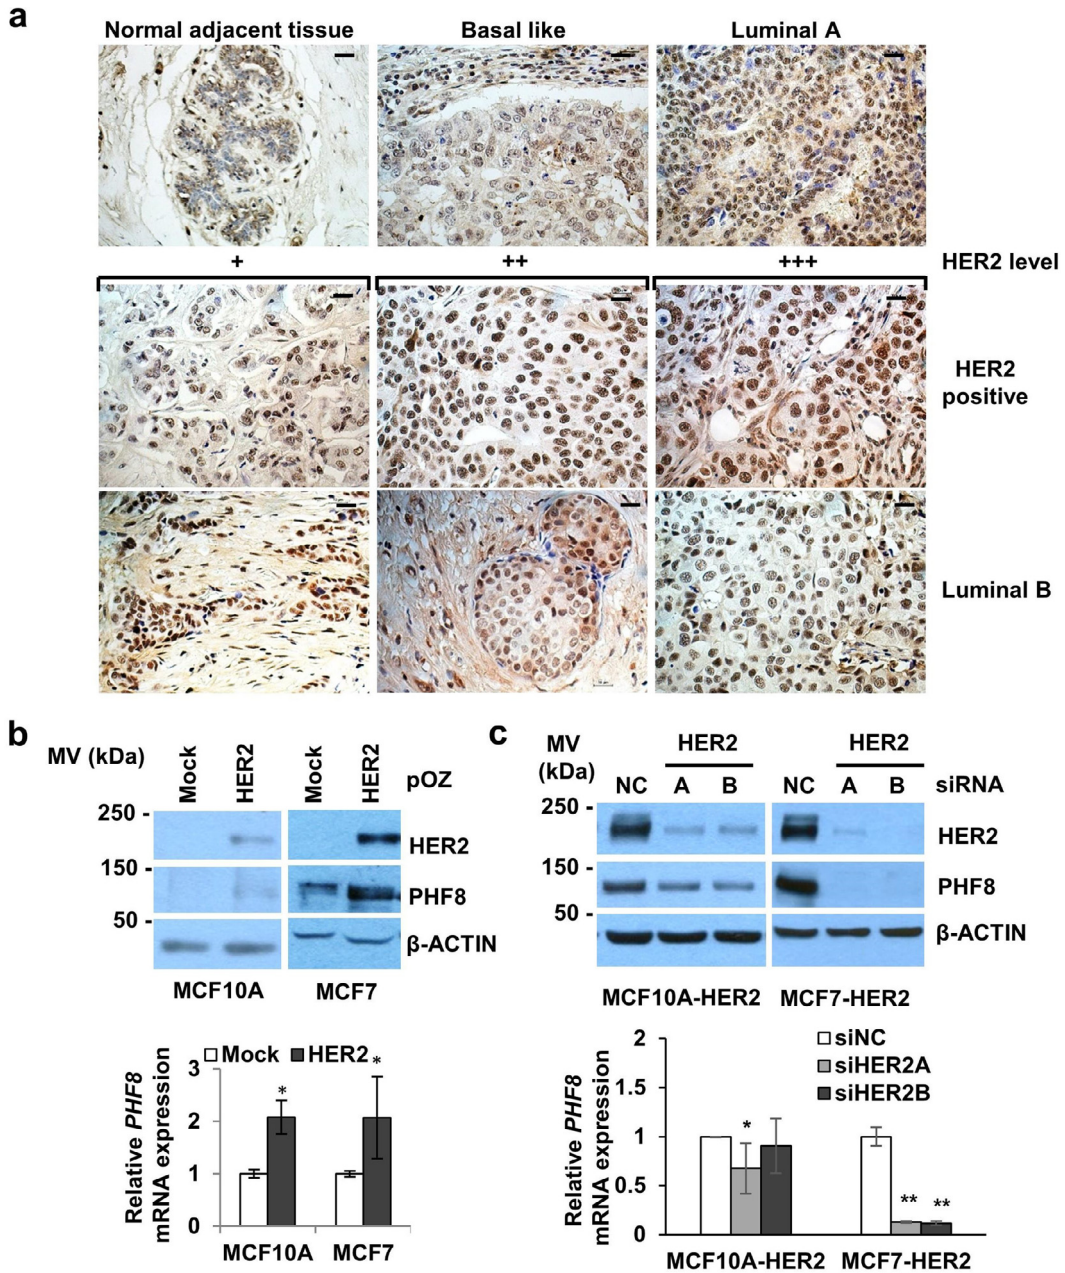 a
Normal adjacent tissue
Basal like
Luminal A
+
++
+++
HER2 level
HER2
positive
Luminal B
b
MV (kDa)
Mock
HER2
Mock
HER2
pOZ
250 -
HER2
150 -
PHF8
50 -
β-ACTIN
MCF10A
MCF7
Mock
HER2
Relative PHF8
mRNA expression
3
*
*
2
1
0
MCF10A
MCF7
c
MV
(kDa)
HER2
HER2
NC
A
B
NC
A
B
siRNA
250 -
HER2
150 -
PHF8
50 -
β-ACTIN
MCF10A-HER2
MCF7-HER2
Relative PHF8
mRNA expression
2
siNC
siHER2A
siHER2B
1.5
1
*
0.5
**
**
0
MCF10A-HER2
MCF7-HER2